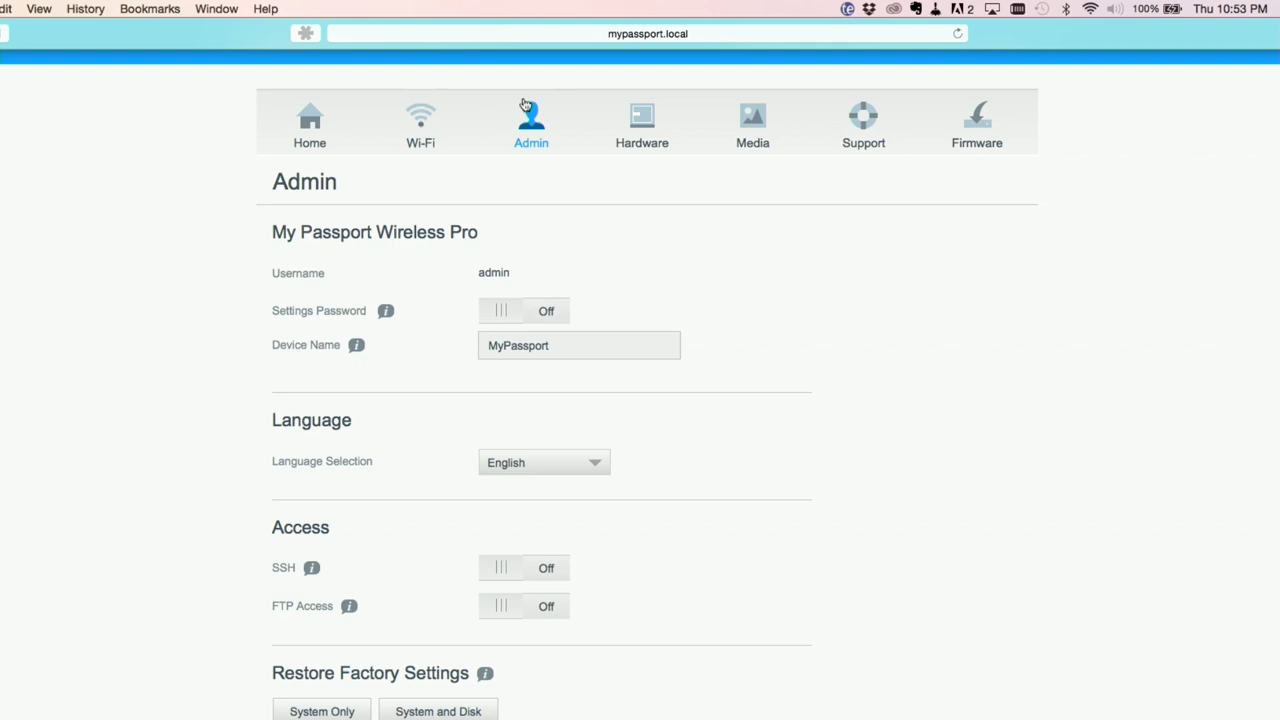 dit View History Bookmarks Window Help 2 100% Thu 10:53 PM
mypassport.local
Home Wi-Fi Admin Hardware Media Support Firmware
Admin
My Passport Wireless Pro
Username admin
Settings Password i Off
Device Name i MyPassport
Language
Language Selection English
Access
SSH i Off
FTP Access i Off
Restore Factory Settings i
System Only System and Disk